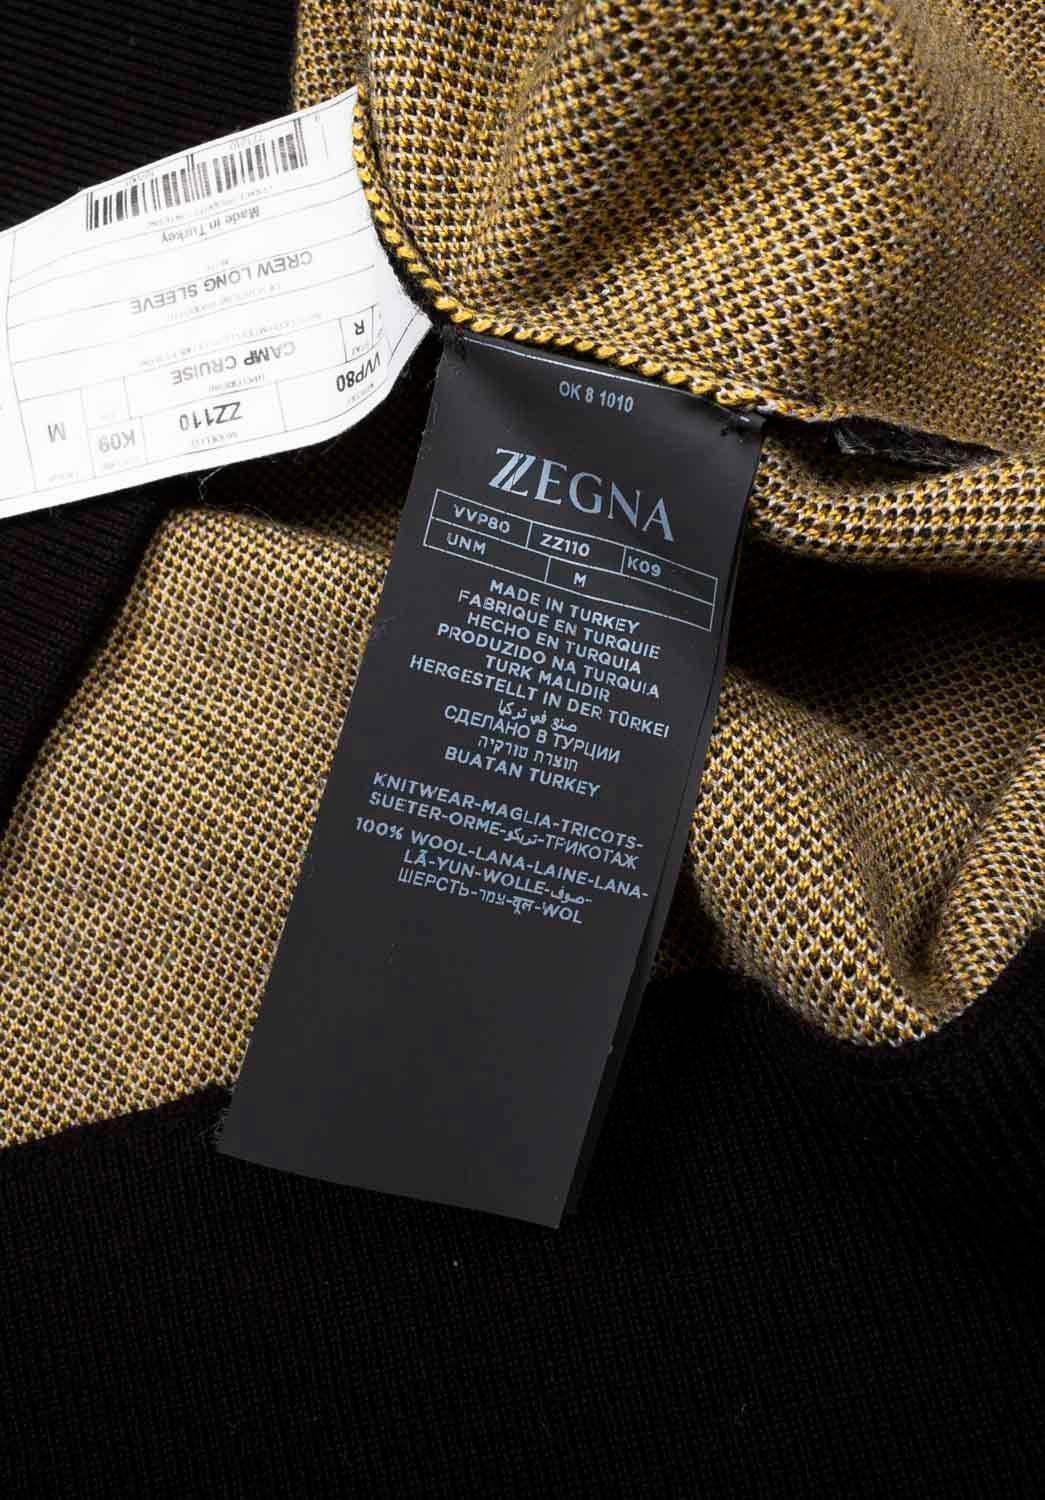 OK 8 1010
ZZEGNA
VVP80 ZZ110 K09
UNM M
MADE IN TURKEY
FABRIQUE EN TURQUIE
HECHO EN TURQUIA
PRODUZIDO NA TURQUIA
TURK MALIDIR
HERGESTELLT IN DER TÜRKEI
صنع في تركيا
СДЕЛАНО В ТУРЦИИ
תוצרת טורקיה
BUATAN TURKEY
KNITWEAR-MAGLIA-TRICOTS-
SUETER-ORME-تريكو-ТРИКОТАЖ
100% WOOL-LANA-LAINE-LANA-
LÃ-YUN-WOLLE-صوف-
ШЕРСТЬ-צמר-वूल-WOL
ZZ110 K09 M
VVP80 CAMP CRUISE
R
CREW LONG SLEEVE
Made in Turkey